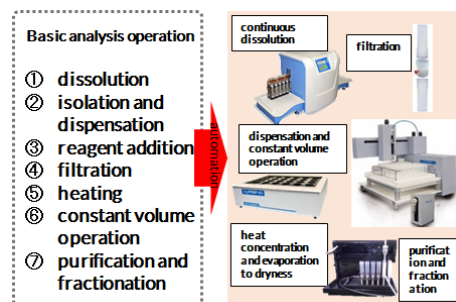 Basic analysis operation
① dissolution
② isolation and
dispensation
③ reagent addition
④ filtration
⑤ heating
⑥ constant volume
operation
⑦ purification and
fractionation
automation
continuous
dissolution
filtration
dispensation and
constant volume
operation
heat
concentration
and evaporation
to dryness
purificat
ion and
fraction
ation